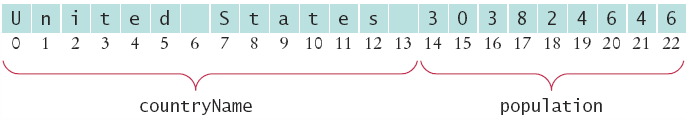 U n i t e d   S t a t e s   3 0 3 8 2 4 6 4 6
0 1 2 3 4 5 6 7 8 9 10 11 12 13 14 15 16 17 18 19 20 21 22
countryName population